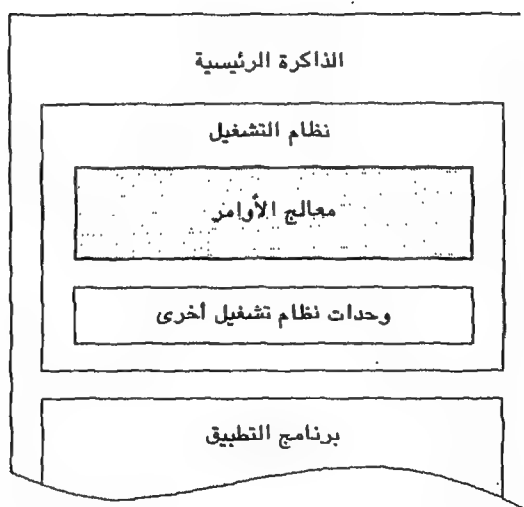 الذاكرة الرئيسية
نظام التشغيل
معالج الأوامر
وحدات نظام تشغيل أخرى
برنامج التطبيق